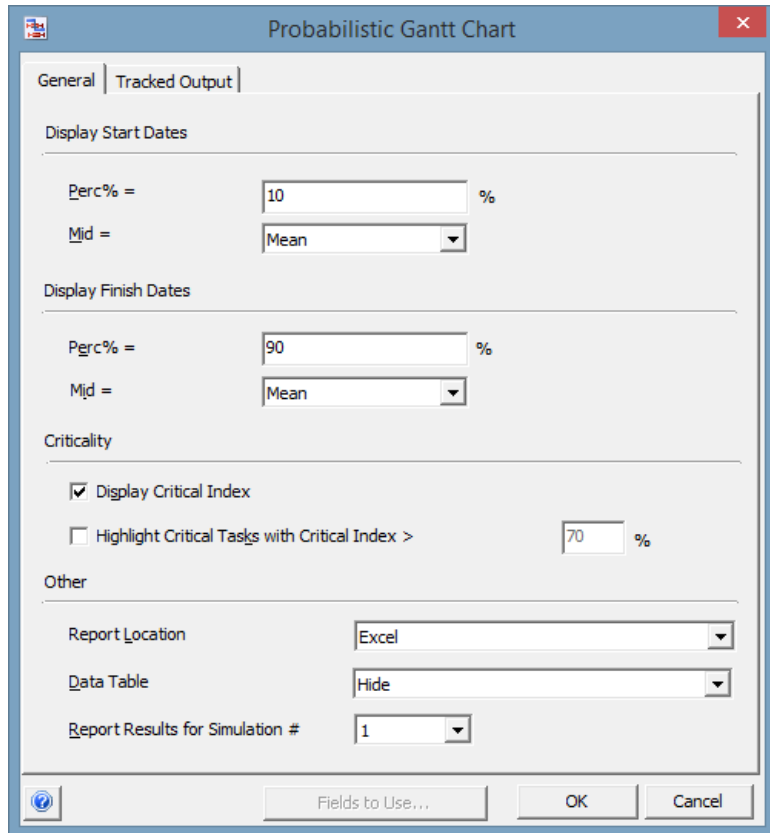 Probabilistic Gantt Chart
General Tracked Output
Display Start Dates
Perc% = 10 %
Mid = Mean
Display Finish Dates
Perc% = 90 %
Mid = Mean
Criticality
Display Critical Index
Highlight Critical Tasks with Critical Index > 70 %
Other
Report Location Excel
Data Table Hide
Report Results for Simulation # 1
Fields to Use... OK Cancel